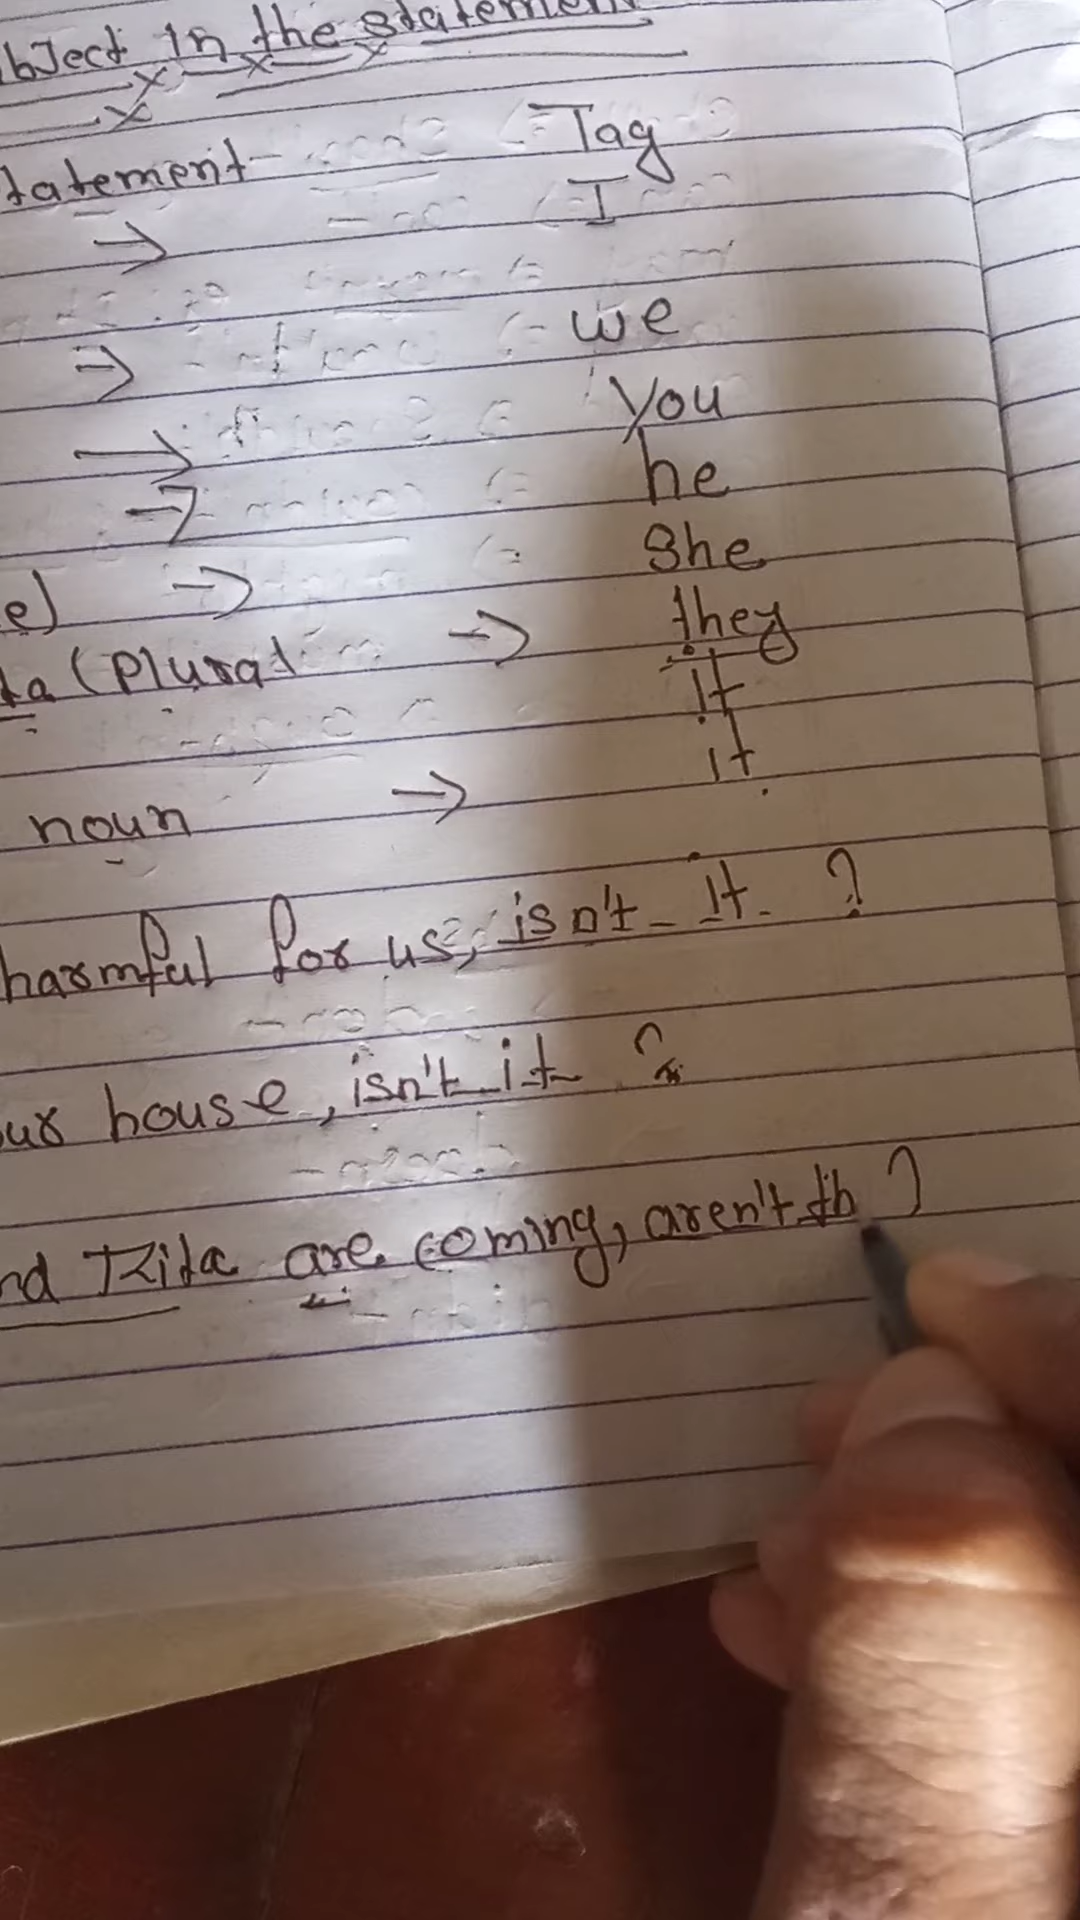 bject in the statement
tatement Tag
→ I
→ we
→ you
→ he
e) → She
ta (Plural → they
it
noun → it
harmful for us, isn't it ?
our house, isn't it ?
nd Rita are coming, aren't th ?